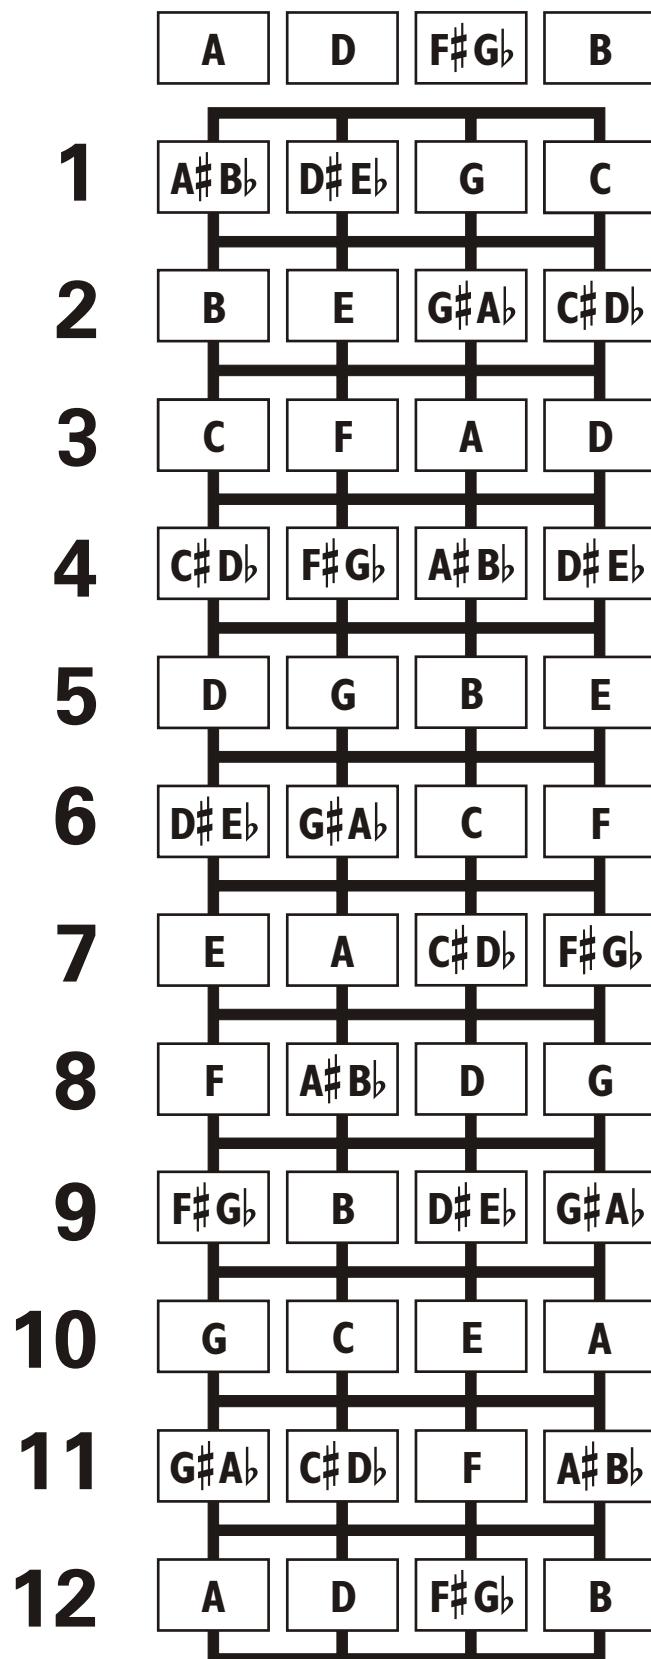 A D F♯G♭ B
1 A♯B♭ D♯E♭ G C
2 B E G♯A♭ C♯D♭
3 C F A D
4 C♯D♭ F♯G♭ A♯B♭ D♯E♭
5 D G B E
6 D♯E♭ G♯A♭ C F
7 E A C♯D♭ F♯G♭
8 F A♯B♭ D G
9 F♯G♭ B D♯E♭ G♯A♭
10 G C E A
11 G♯A♭ C♯D♭ F A♯B♭
12 A D F♯G♭ B